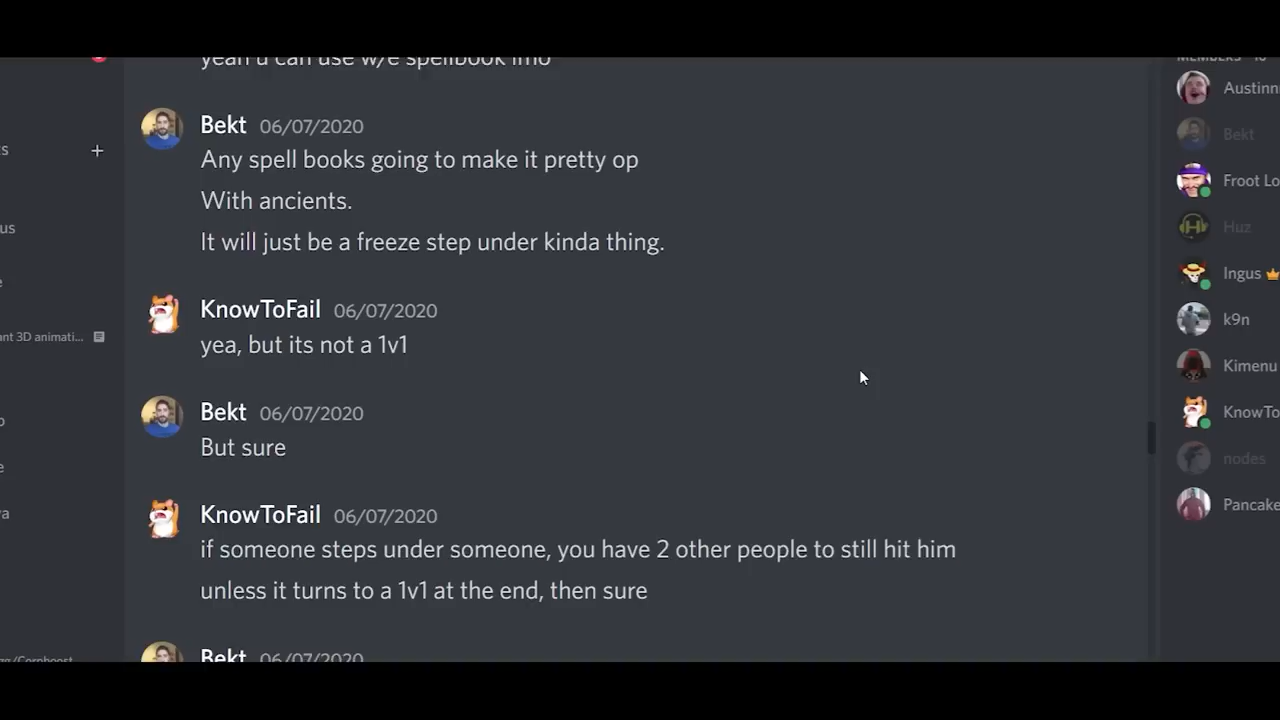 yeah u can use w/e spellbook imo
MEMBERS
Bekt 06/07/2020
Any spell books going to make it pretty op
With ancients.
It will just be a freeze step under kinda thing.
KnowToFail 06/07/2020
yea, but its not a 1v1
Bekt 06/07/2020
But sure
KnowToFail 06/07/2020
if someone steps under someone, you have 2 other people to still hit him
unless it turns to a 1v1 at the end, then sure
Bekt 06/07/2020
s
us
e
ant 3D animati...
o
e
a
Austinn
Bekt
Froot Lo
Huz
Ingus
k9n
Kimenu
KnowTo
nodes
Pancake